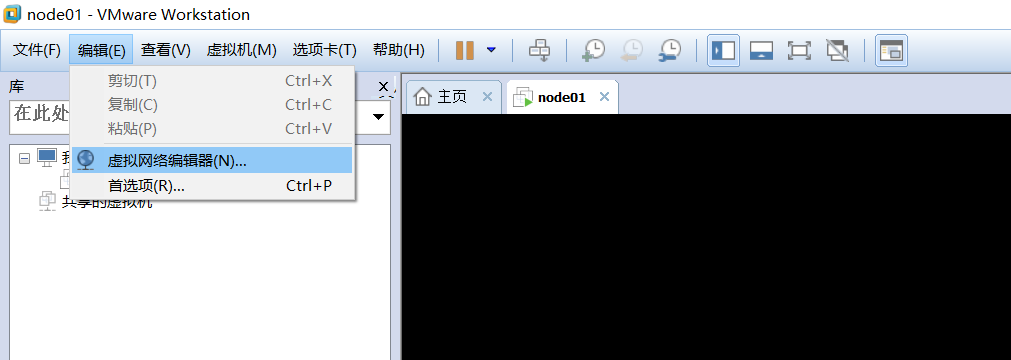 node01 - VMware Workstation
文件(F) 编辑(E) 查看(V) 虚拟机(M) 选项卡(T) 帮助(H)
库 x
剪切(T) Ctrl+X
复制(C) Ctrl+C
粘贴(P) Ctrl+V
虚拟网络编辑器(N)...
首选项(R)... Ctrl+P
在此处
共享的虚拟机
主页 node01